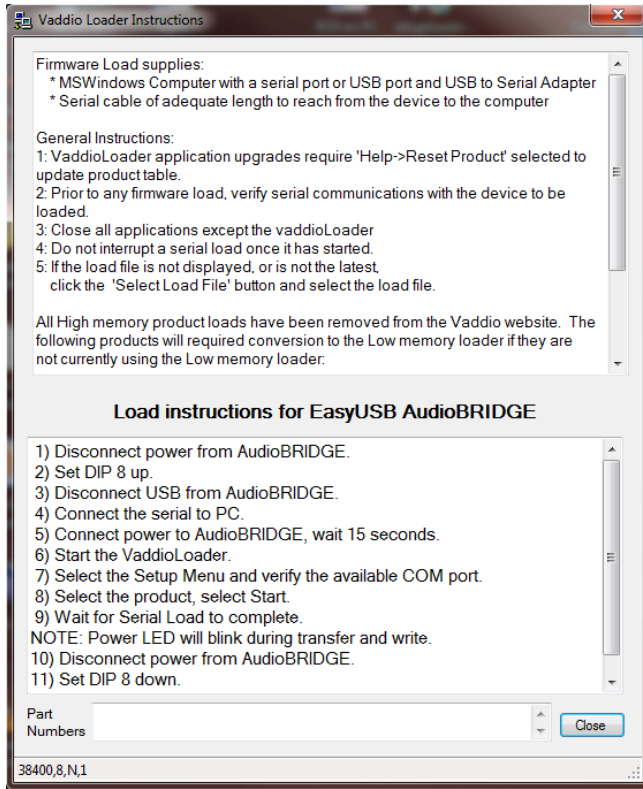 Vaddio Loader Instructions
Firmware Load supplies:
* MSWindows Computer with a serial port or USB port and USB to Serial Adapter
* Serial cable of adequate length to reach from the device to the computer
General Instructions:
1: VaddioLoader application upgrades require 'Help->Reset Product' selected to
update product table.
2: Prior to any firmware load, verify serial communications with the device to be
loaded.
3: Close all applications except the vaddioLoader
4: Do not interrupt a serial load once it has started.
5: If the load file is not displayed, or is not the latest,
click the 'Select Load File' button and select the load file.
All High memory product loads have been removed from the Vaddio website. The
following products will required conversion to the Low memory loader if they are
not currently using the Low memory loader:
Load instructions for EasyUSB AudioBRIDGE
1) Disconnect power from AudioBRIDGE.
2) Set DIP 8 up.
3) Disconnect USB from AudioBRIDGE.
4) Connect the serial to PC.
5) Connect power to AudioBRIDGE, wait 15 seconds.
6) Start the VaddioLoader.
7) Select the Setup Menu and verify the available COM port.
8) Select the product, select Start.
9) Wait for Serial Load to complete.
NOTE: Power LED will blink during transfer and write.
10) Disconnect power from AudioBRIDGE.
11) Set DIP 8 down.
Part
Numbers
Close
38400,8,N,1